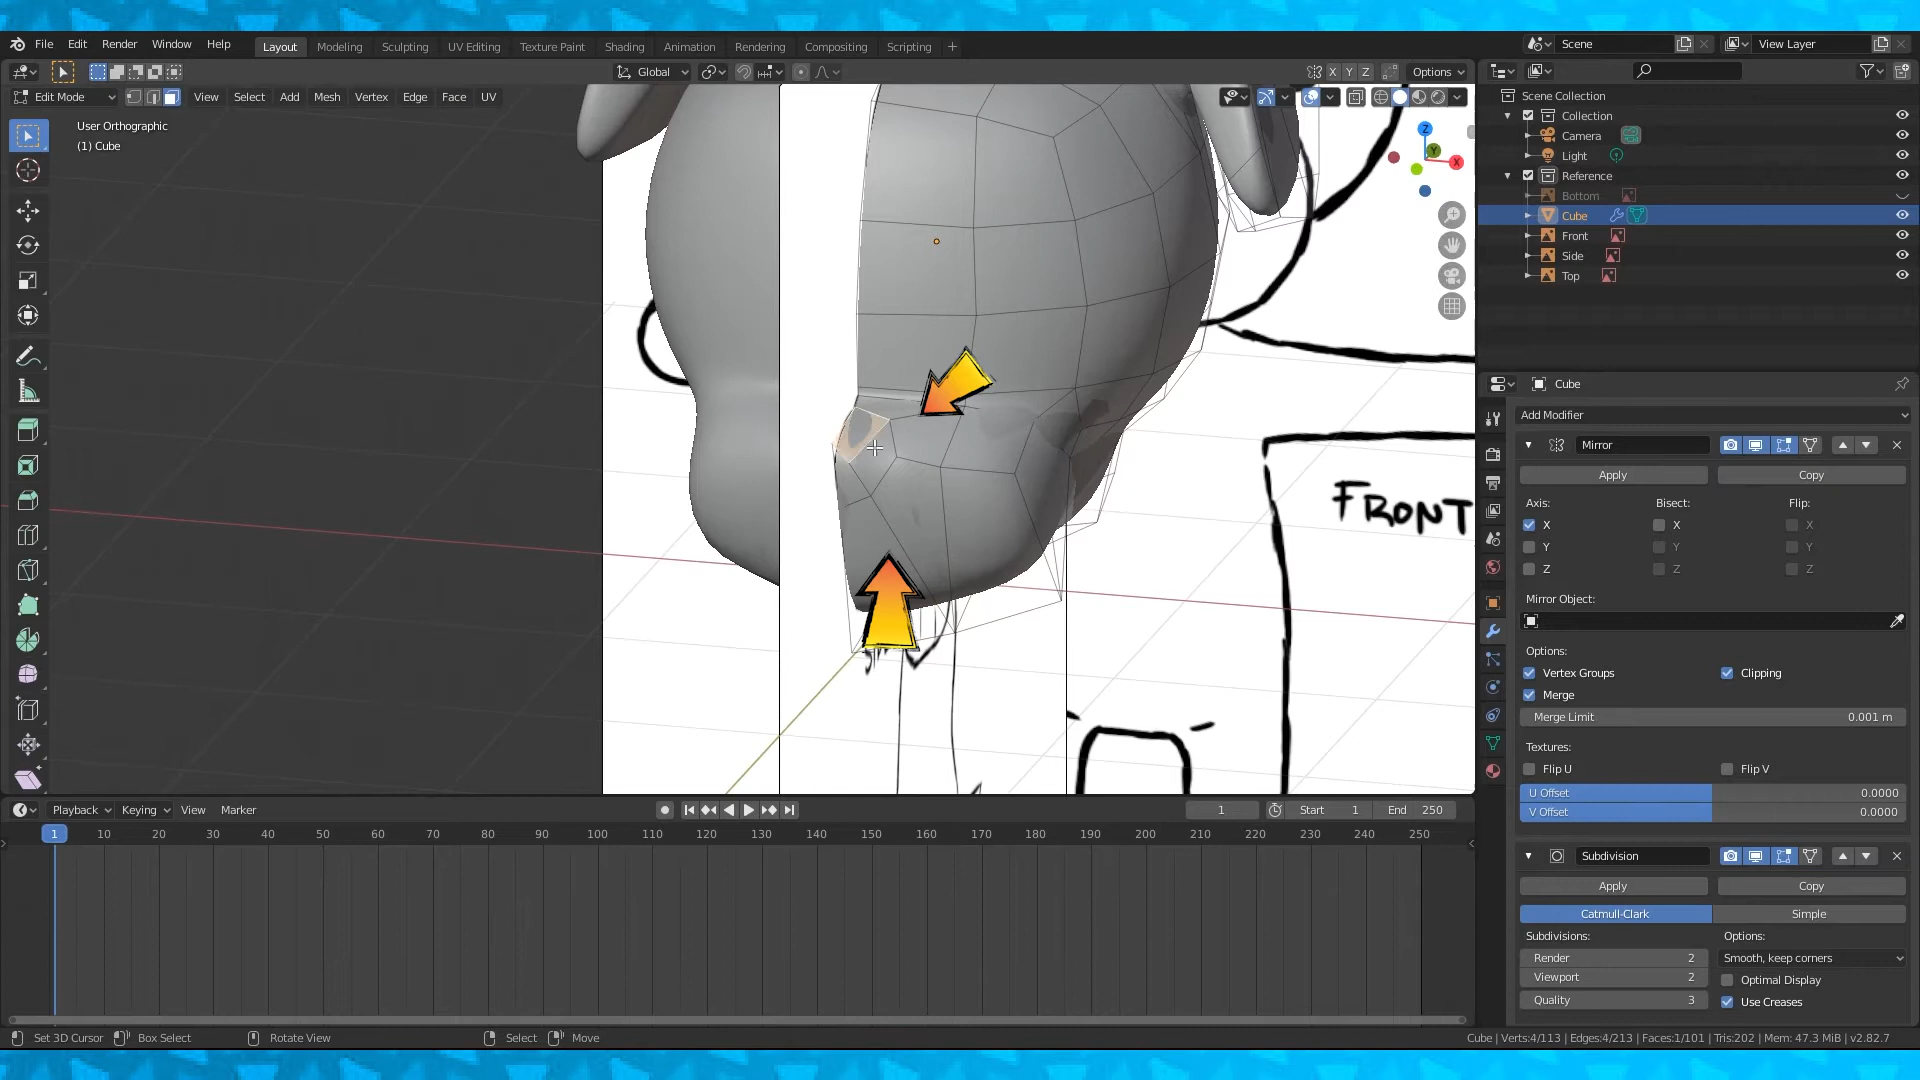 File Edit Render Window Help Layout Modeling Sculpting UV Editing Texture Paint Shading Animation Rendering Compositing Scripting + Scene View Layer
Global X Y Z Options
Edit Mode View Select Add Mesh Vertex Edge Face UV
User Orthographic
(1) Cube
Z
Y
X
FRONT
Scene Collection
Collection
Camera
Light
Reference
Bottom
Cube
Front
Side
Top
Cube
Add Modifier
Mirror
Apply Copy
Axis: Bisect: Flip:
X X X
Y Y Y
Z Z Z
Mirror Object:
Options:
Vertex Groups Clipping
Merge
Merge Limit 0.001 m
Textures:
Flip U Flip V
U Offset 0.0000
V Offset 0.0000
Subdivision
Apply Copy
Catmull-Clark Simple
Subdivisions: Options:
Render 2 Smooth, keep corners
Viewport 2 Optimal Display
Quality 3 Use Creases
Playback Keying View Marker 1 Start 1 End 250
1 10 20 30 40 50 60 70 80 90 100 110 120 130 140 150 160 170 180 190 200 210 220 230 240 250
Set 3D Cursor Box Select Rotate View Select Move Cube | Verts:4/113 | Edges:4/213 | Faces:1/101 | Tris:202 | Mem: 47.3 MiB | v2.82.7